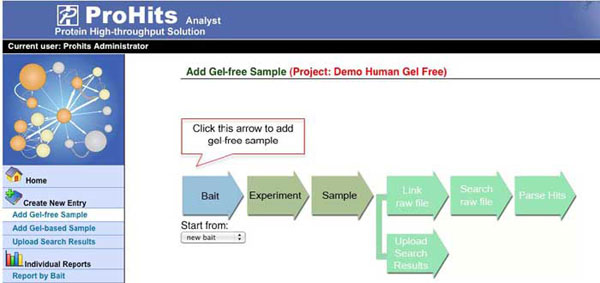 ProHits Analyst
Protein High-throughput Solution
Current user: Prohits Administrator
Add Gel-free Sample (Project: Demo Human Gel Free)
Click this arrow to add
gel-free sample
Bait
Experiment
Sample
Link
raw file
Search
raw file
Parse Hits
Upload
Search
Results
Start from:
new bait
Home
Create New Entry
Add Gel-free Sample
Add Gel-based Sample
Upload Search Results
Individual Reports
Report by Bait